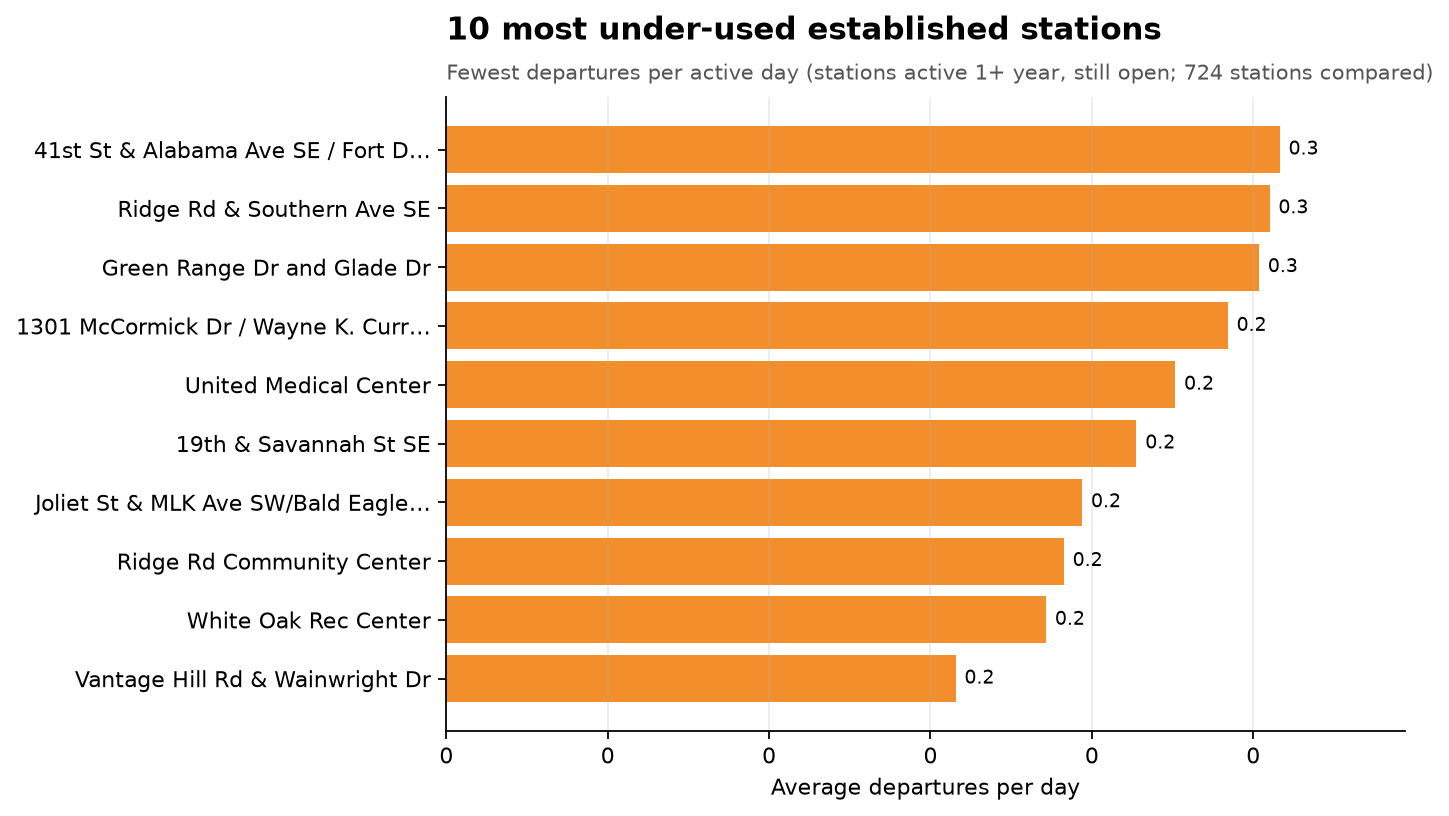 10 most under-used established stations
Fewest departures per active day (stations active 1+ year, still open; 724 stations compared)
41st St & Alabama Ave SE / Fort D…
0.3
Ridge Rd & Southern Ave SE
0.3
Green Range Dr and Glade Dr
0.3
1301 McCormick Dr / Wayne K. Curr…
0.2
United Medical Center
0.2
19th & Savannah St SE
0.2
Joliet St & MLK Ave SW/Bald Eagle…
0.2
Ridge Rd Community Center
0.2
White Oak Rec Center
0.2
Vantage Hill Rd & Wainwright Dr
0.2
0 0 0 0 0 0
Average departures per day